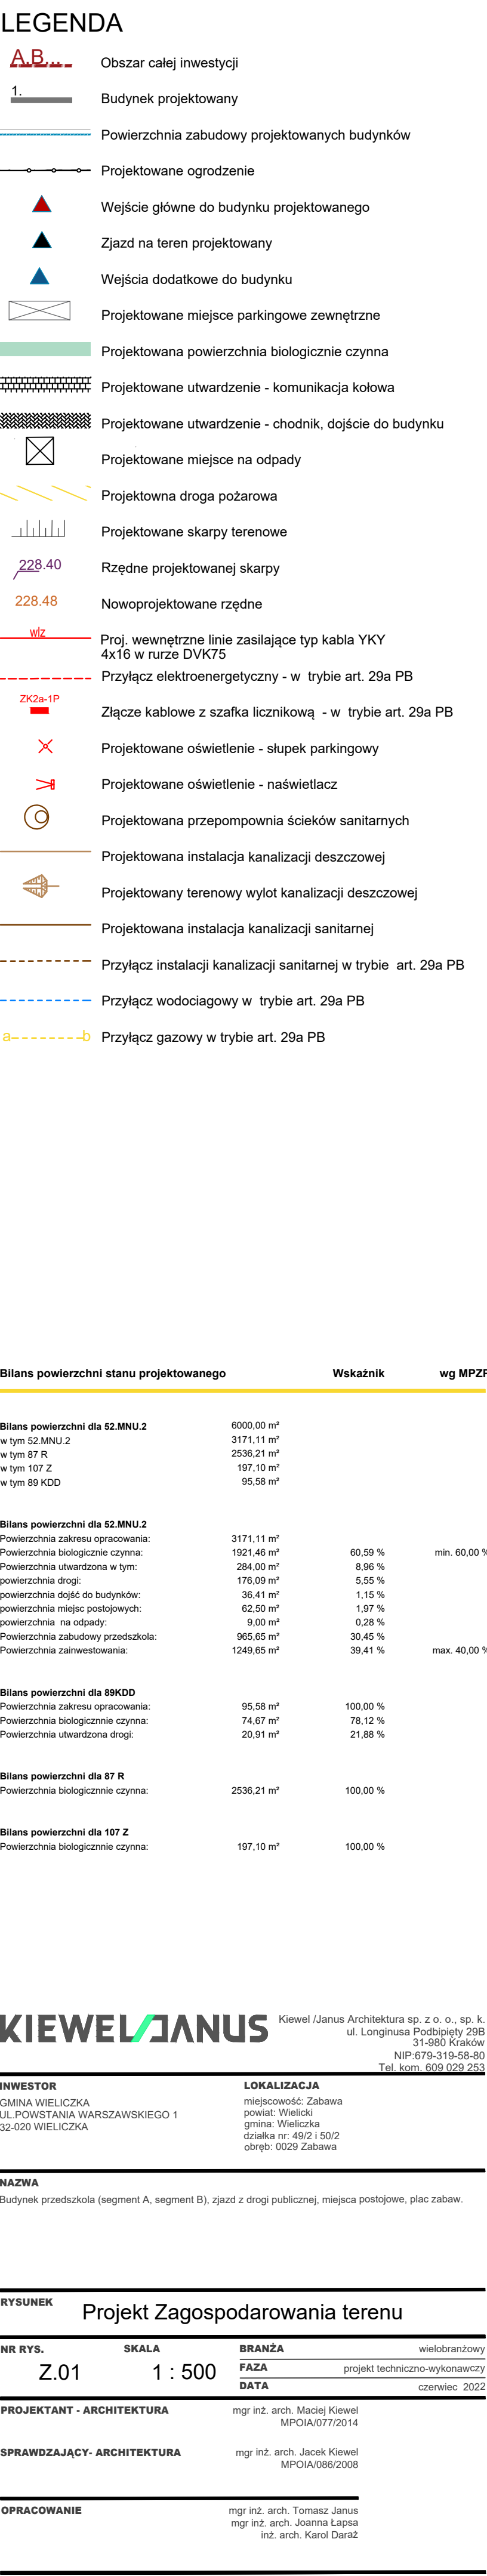 LEGENDA
A,B...
Obszar całej inwestycji
1.
Budynek projektowany
Powierzchnia zabudowy projektowanych budynków
Projektowane ogrodzenie
Wejście główne do budynku projektowanego
Zjazd na teren projektowany
Wejścia dodatkowe do budynku
Projektowane miejsce parkingowe zewnętrzne
Projektowana powierzchnia biologicznie czynna
Projektowane utwardzenie - komunikacja kołowa
Projektowane utwardzenie - chodnik, dojście do budynku
Projektowane miejsce na odpady
Projektowna droga pożarowa
Projektowane skarpy terenowe
228.40 Rzędne projektowanej skarpy
228.48 Nowoprojektowane rzędne
wlz
Proj. wewnętrzne linie zasilające typ kabla YKY
4x16 w rurze DVK75
Przyłącz elektroenergetyczny - w trybie art. 29a PB
ZK2a-1P
Złącze kablowe z szafka licznikową - w trybie art. 29a PB
Projektowane oświetlenie - słupek parkingowy
Projektowane oświetlenie - naświetlacz
Projektowana przepompownia ścieków sanitarnych
Projektowana instalacja kanalizacji deszczowej
Projektowany terenowy wylot kanalizacji deszczowej
Projektowana instalacja kanalizacji sanitarnej
Przyłącz instalacji kanalizacji sanitarnej w trybie art. 29a PB
Przyłącz wodociagowy w trybie art. 29a PB
a b Przyłącz gazowy w trybie art. 29a PB
Bilans powierzchni stanu projektowanego Wskaźnik wg MPZP
Bilans powierzchni dla 52.MNU.2 6000,00 m²
w tym 52.MNU.2 3171,11 m²
w tym 87 R 2536,21 m²
w tym 107 Z 197,10 m²
w tym 89 KDD 95,58 m²
Bilans powierzchni dla 52.MNU.2
Powierzchnia zakresu opracowania: 3171,11 m²
Powierzchnia biologicznie czynna: 1921,46 m² 60,59 % min. 60,00 %
Powierzchnia utwardzona w tym: 284,00 m² 8,96 %
powierzchnia drogi: 176,09 m² 5,55 %
powierzchnia dojść do budynków: 36,41 m² 1,15 %
powierzchnia miejsc postojowych: 62,50 m² 1,97 %
powierzchnia na odpady: 9,00 m² 0,28 %
Powierzchnia zabudowy przedszkola: 965,65 m² 30,45 %
Powierzchnia zainwestowania: 1249,65 m² 39,41 % max. 40,00 %
Bilans powierzchni dla 89KDD
Powierzchnia zakresu opracowania: 95,58 m² 100,00 %
Powierzchnia biologicznnie czynna: 74,67 m² 78,12 %
Powierzchnia utwardzona drogi: 20,91 m² 21,88 %
Bilans powierzchni dla 87 R
Powierzchnia biologicznnie czynna: 2536,21 m² 100,00 %
Bilans powierzchni dla 107 Z
Powierzchnia biologicznnie czynna: 197,10 m² 100,00 %
KIEWEL/JANUS
Kiewel /Janus Architektura sp. z o. o., sp. k.
ul. Longinusa Podbipięty 29B
31-980 Kraków
NIP:679-319-58-80
Tel. kom. 609 029 253
INWESTOR
GMINA WIELICZKA
UL.POWSTANIA WARSZAWSKIEGO 1
32-020 WIELICZKA
LOKALIZACJA
miejscowość: Zabawa
powiat: Wielicki
gmina: Wieliczka
działka nr: 49/2 i 50/2
obręb: 0029 Zabawa
NAZWA
Budynek przedszkola (segment A, segment B), zjazd z drogi publicznej, miejsca postojowe, plac zabaw.
RYSUNEK
Projekt Zagospodarowania terenu
NR RYS.
Z.01
SKALA
1 : 500
BRANŻA wielobranżowy
FAZA projekt techniczno-wykonawczy
DATA czerwiec 2022
PROJEKTANT - ARCHITEKTURA mgr inż. arch. Maciej Kiewel
MPOIA/077/2014
SPRAWDZAJĄCY- ARCHITEKTURA mgr inż. arch. Jacek Kiewel
MPOIA/086/2008
OPRACOWANIE mgr inż. arch. Tomasz Janus
mgr inż. arch. Joanna Łapsa
inż. arch. Karol Daraż